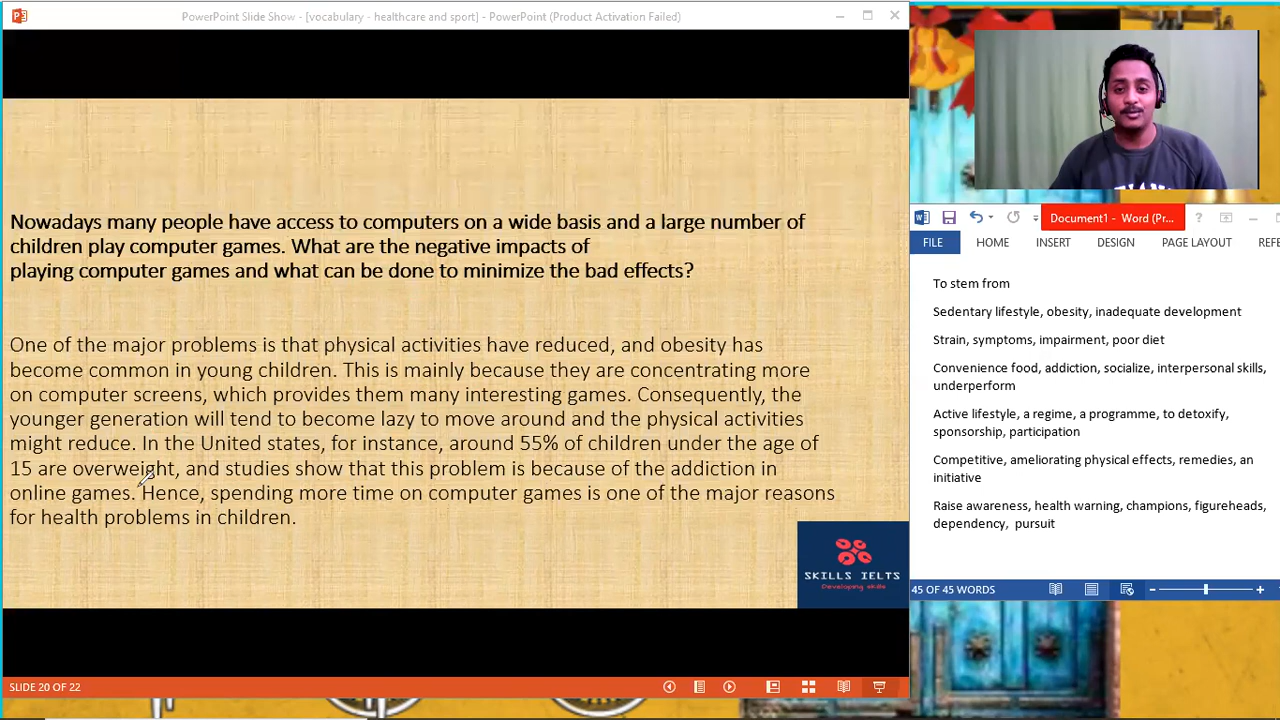 PowerPoint Slide Show - [vocabulary - healthcare and sport] - PowerPoint (Product Activation Failed)
Nowadays many people have access to computers on a wide basis and a large number of
children play computer games. What are the negative impacts of
playing computer games and what can be done to minimize the bad effects?
One of the major problems is that physical activities have reduced, and obesity has
become common in young children. This is mainly because they are concentrating more
on computer screens, which provides them many interesting games. Consequently, the
younger generation will tend to become lazy to move around and the physical activities
might reduce. In the United states, for instance, around 55% of children under the age of
15 are overweight, and studies show that this problem is because of the addiction in
online games. Hence, spending more time on computer games is one of the major reasons
for health problems in children.
SKILLS IELTS
Developing skills
SLIDE 20 OF 22
Document1 - Word (Pr...
FILE HOME INSERT DESIGN PAGE LAYOUT REFE
To stem from
Sedentary lifestyle, obesity, inadequate development
Strain, symptoms, impairment, poor diet
Convenience food, addiction, socialize, interpersonal skills,
underperform
Active lifestyle, a regime, a programme, to detoxify,
sponsorship, participation
Competitive, ameliorating physical effects, remedies, an
initiative
Raise awareness, health warning, champions, figureheads,
dependency, pursuit
45 OF 45 WORDS